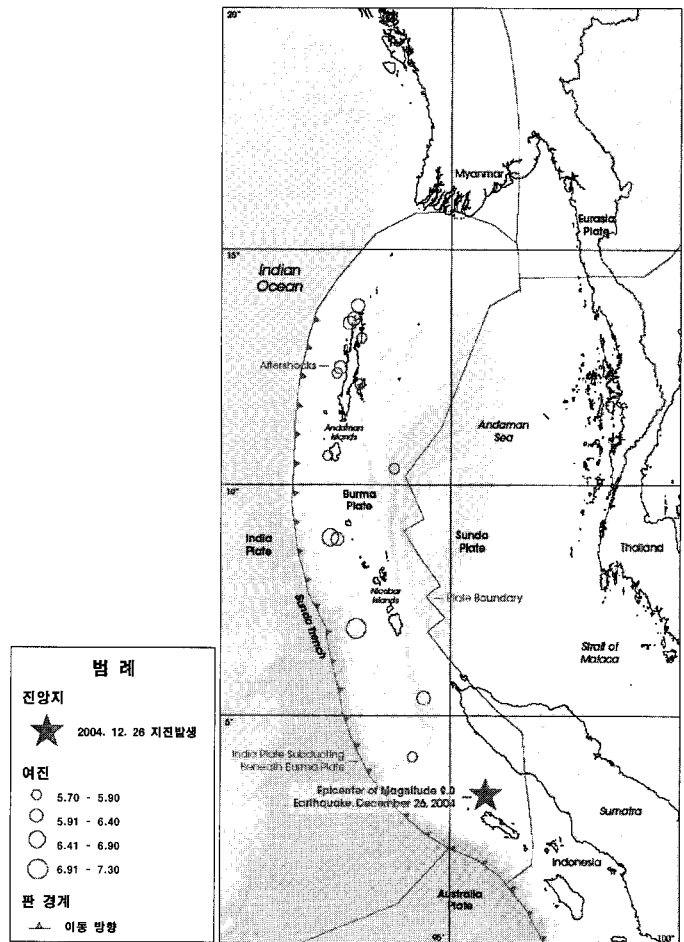 20°
Myanmar
Eurasia
Plate
15°
Indian
Ocean
Aftershocks
Andaman
Islands
Andaman
Sea
10°
Burma
Plate
India
Plate
Sunda
Plate
Thailand
Nicobar
Islands
Plate Boundary
Sunda Trench
Strait of
Malacca
5°
India Plate Subducting
Beneath Burma Plate
Epicenter of Magnitude 9.0
Earthquake, December 26, 2004
Sumatra
Indonesia
Australia
Plate
95°
100°
범 례
진앙지
2004. 12. 26 지진발생
여진
5.70 - 5.90
5.91 - 6.40
6.41 - 6.90
6.91 - 7.30
판 경계
이동 방향